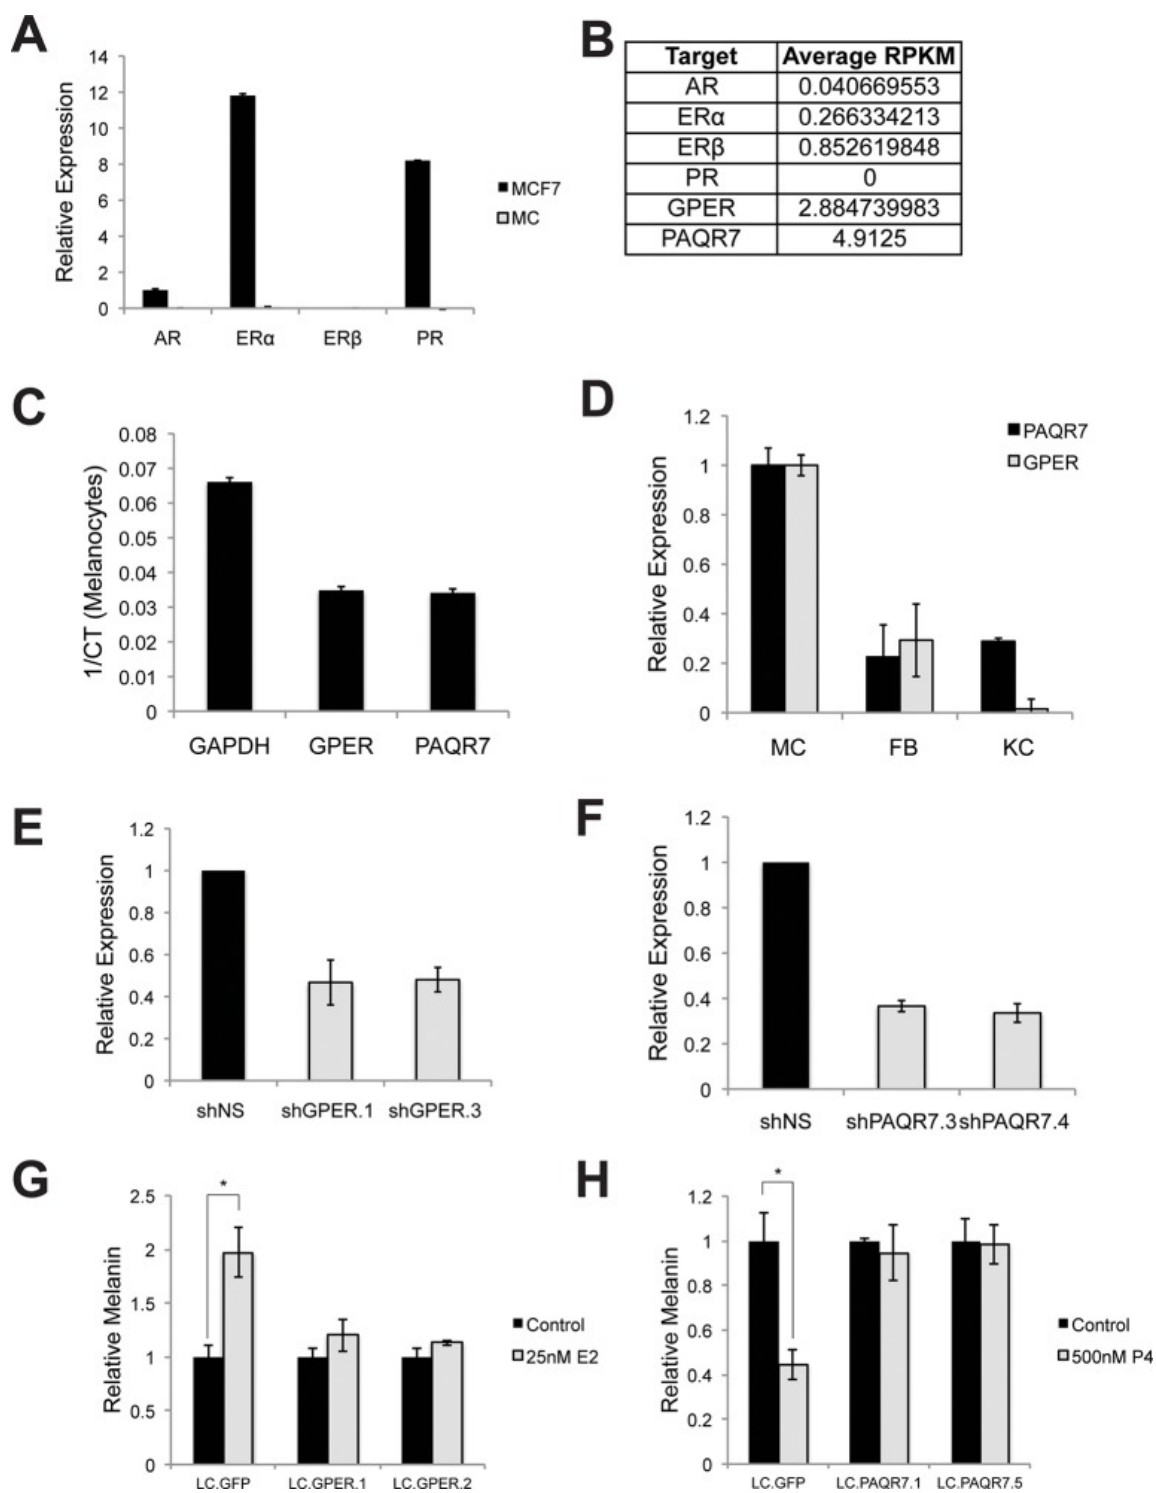 A
14
12
10
8
6
4
2
0
Relative Expression
AR ERα ERβ PR
MCF7
MC
B
Target Average RPKM
AR 0.040669553
ERα 0.266334213
ERβ 0.852619848
PR 0
GPER 2.884739983
PAQR7 4.9125
C
0.08
0.07
0.06
0.05
0.04
0.03
0.02
0.01
0
1/CT (Melanocytes)
GAPDH GPER PAQR7
D
1.2
1
0.8
0.6
0.4
0.2
0
Relative Expression
MC FB KC
PAQR7
GPER
E
1.2
1
0.8
0.6
0.4
0.2
0
Relative Expression
shNS shGPER.1 shGPER.3
F
1.2
1
0.8
0.6
0.4
0.2
0
Relative Expression
shNS shPAQR7.3 shPAQR7.4
G
2.5
2
1.5
1
0.5
0
Relative Melanin
*
LC.GFP LC.GPER.1 LC.GPER.2
Control
25nM E2
H
1.2
1
0.8
0.6
0.4
0.2
0
Relative Melanin
*
LC.GFP LC.PAQR7.1 LC.PAQR7.5
Control
500nM P4